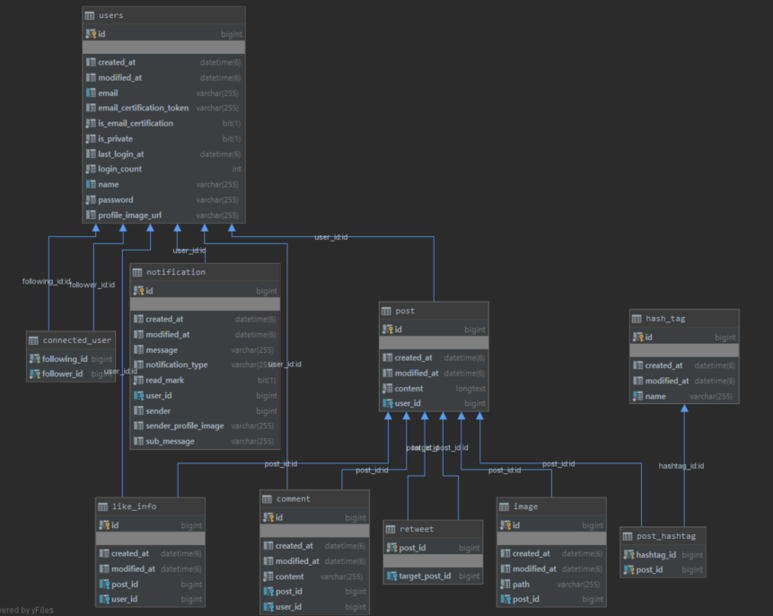 users
id bigint
created_at datetime(6)
modified_at datetime(6)
email varchar(255)
email_certification_token varchar(255)
is_email_certification bit(1)
is_private bit(1)
last_login_at datetime(6)
login_count int
name varchar(255)
password varchar(255)
profile_image_url varchar(255)
user_id:id
user_id:id
following_id:id
follower_id:id
notification
id bigint
created_at datetime(6)
modified_at datetime(6)
message varchar(255)
notification_type varchar(255)
read_mark bit(1)
user_id bigint
sender bigint
sender_profile_image varchar(255)
sub_message varchar(255)
connected_user
following_id bigint
follower_id bigint
user_id:id
user_id:id
post
id bigint
created_at datetime(6)
modified_at datetime(6)
content longtext
user_id bigint
hash_tag
id bigint
created_at datetime(6)
modified_at datetime(6)
name varchar(255)
post_id:id
post_id:id
post_id:id
post_id:id
post_id:id
hashtag_id:id
like_info
id bigint
created_at datetime(6)
modified_at datetime(6)
post_id bigint
user_id bigint
comment
id bigint
created_at datetime(6)
modified_at datetime(6)
content varchar(255)
post_id bigint
user_id bigint
retweet
post_id bigint
target_post_id bigint
image
id bigint
created_at datetime(6)
modified_at datetime(6)
path varchar(255)
post_id bigint
post_hashtag
hashtag_id bigint
post_id bigint
wered by yFiles